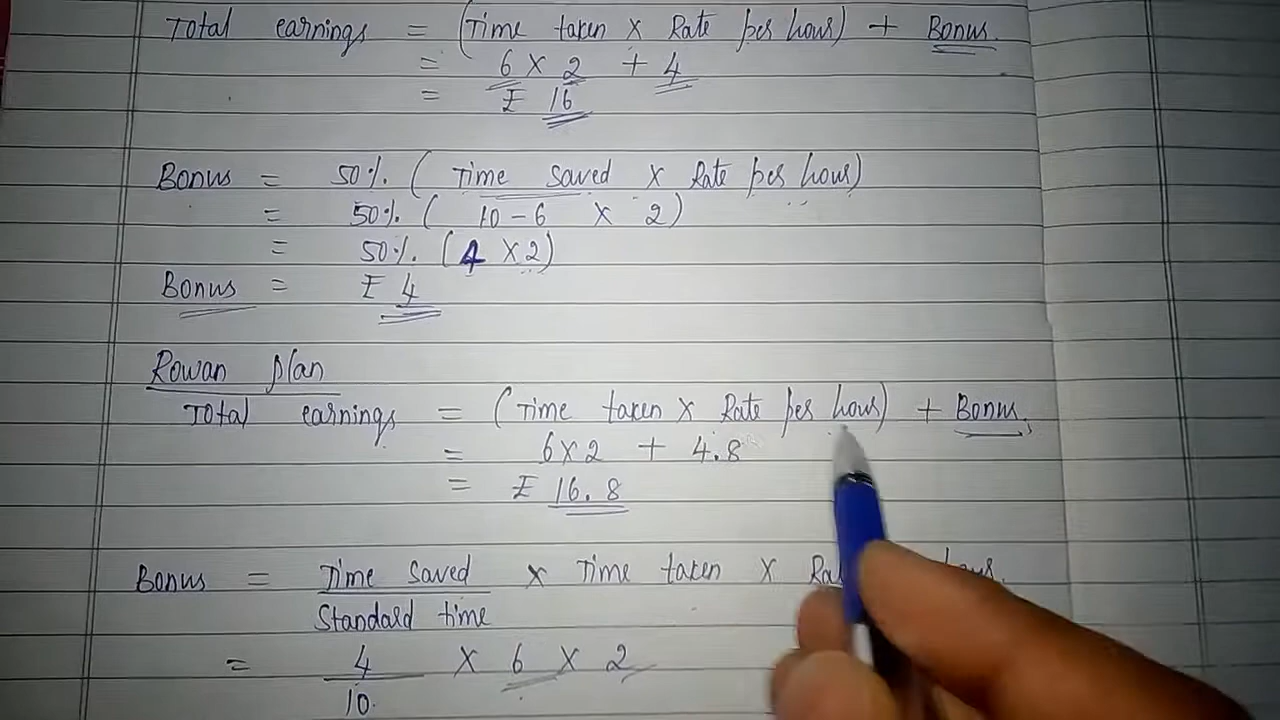 Total earnings = (Time taken X Rate per hour) + Bonus.
= 6 X 2 + 4
= ₹ 16
Bonus = 50%. ( Time Saved X Rate per hour)
= 50%. ( 10 - 6 X 2)
= 50%. (4 X 2)
Bonus = ₹ 4
Rowan plan
Total earnings = (Time taken X Rate per hour) + Bonus,
= 6 X 2 + 4.8
= ₹ 16.8
Bonus = Time Saved X Time taken X
Standard time
= 4 X 6 X 2
10